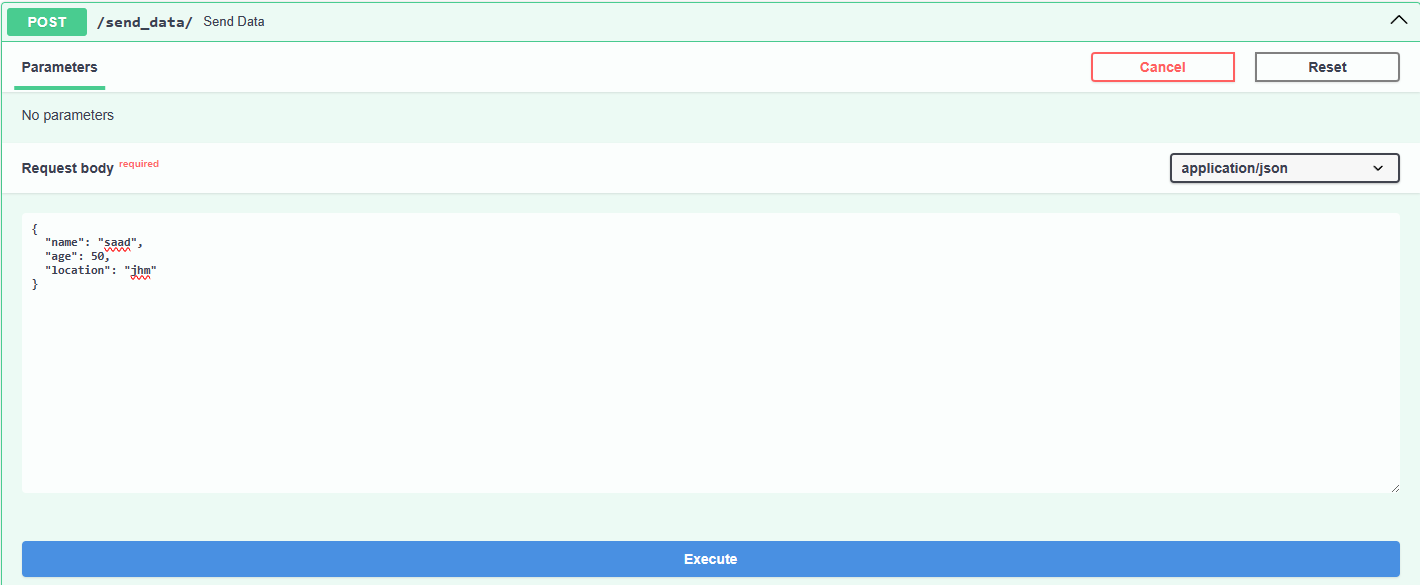 POST /send_data/ Send Data
Parameters
Cancel
Reset
No parameters
Request body required
application/json
{
  "name": "saad",
  "age": 50,
  "location": "jhm"
}
Execute